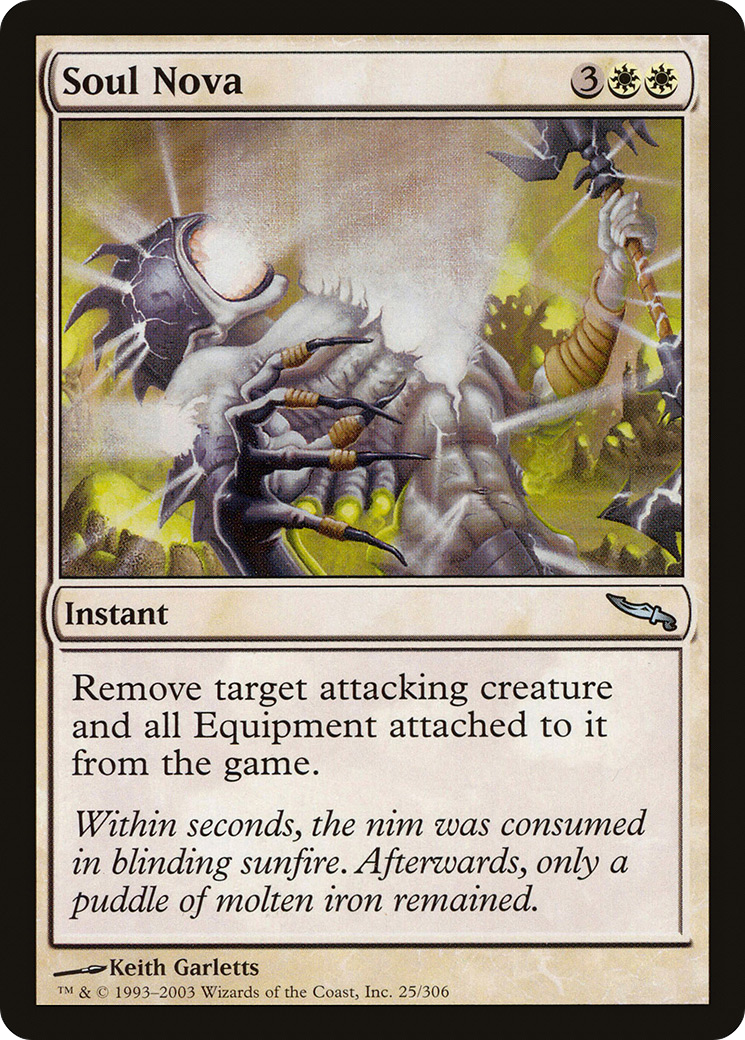 Soul Nova 3
Instant
Remove target attacking creature
and all Equipment attached to it
from the game.
Within seconds, the nim was consumed
in blinding sunfire. Afterwards, only a
puddle of molten iron remained.
Keith Garletts
™ & © 1993–2003 Wizards of the Coast, Inc. 25/306